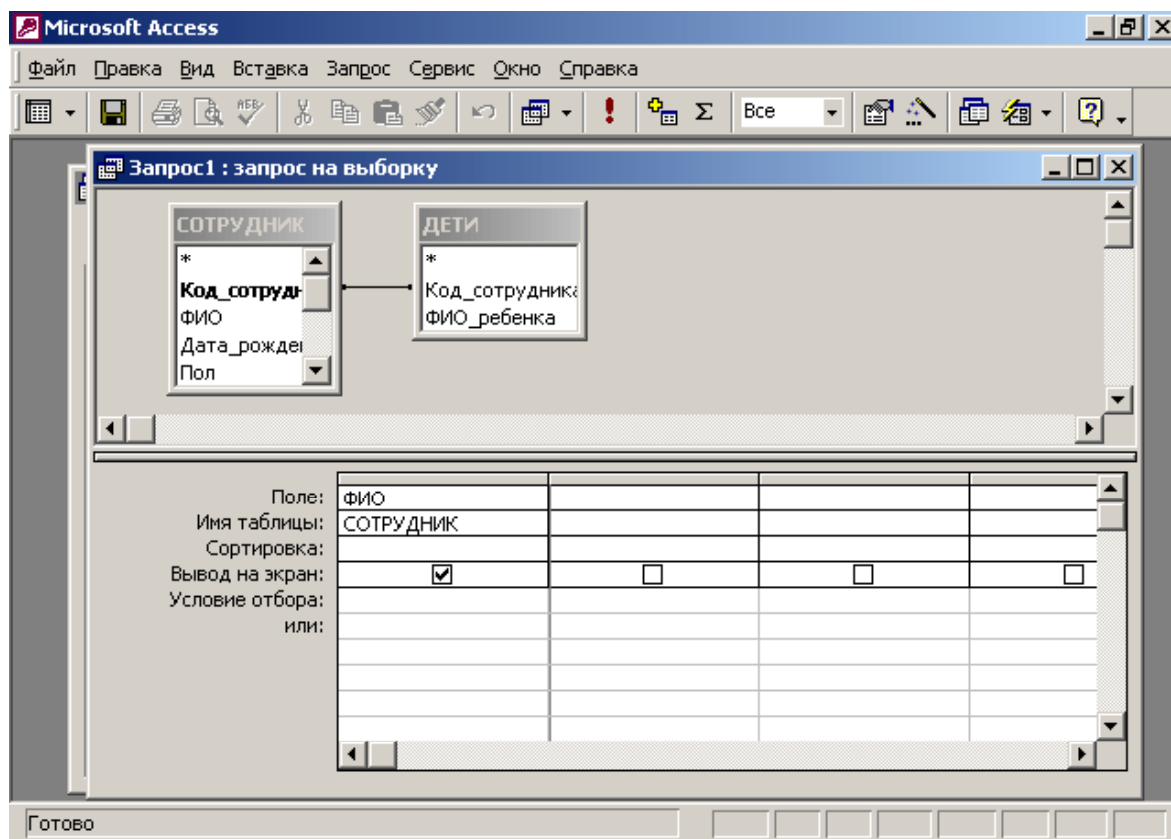 Microsoft Access
Файл Правка Вид Вставка Запрос Сервис Окно Справка
Все
Запрос1 : запрос на выборку
СОТРУДНИК
*
Код_сотрудн
ФИО
Дата_рожде
Пол
ДЕТИ
*
Код_сотрудника
ФИО_ребенка
Поле: ФИО
Имя таблицы: СОТРУДНИК
Сортировка:
Вывод на экран:
Условие отбора:
или:
Готово